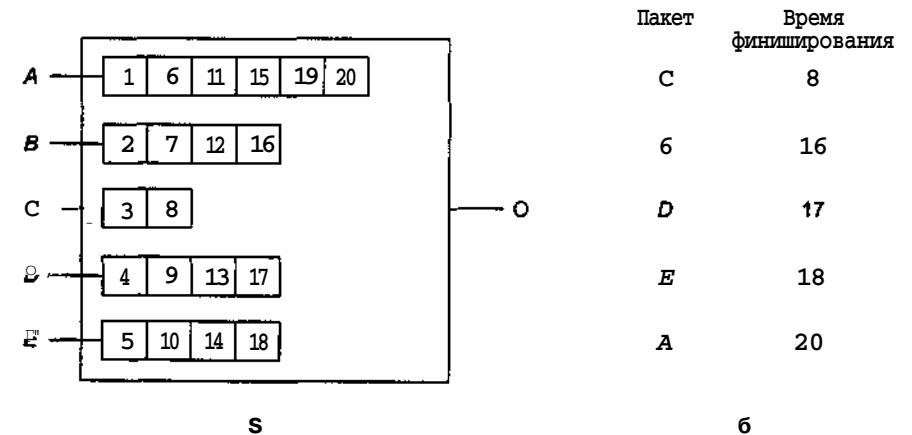 Пакет Время
финиширования
A 1 6 11 15 19 20 C 8
B 2 7 12 16 6 16
C 3 8 O D 17
4 9 13 17 E 18
E 5 10 14 18 A 20
S б